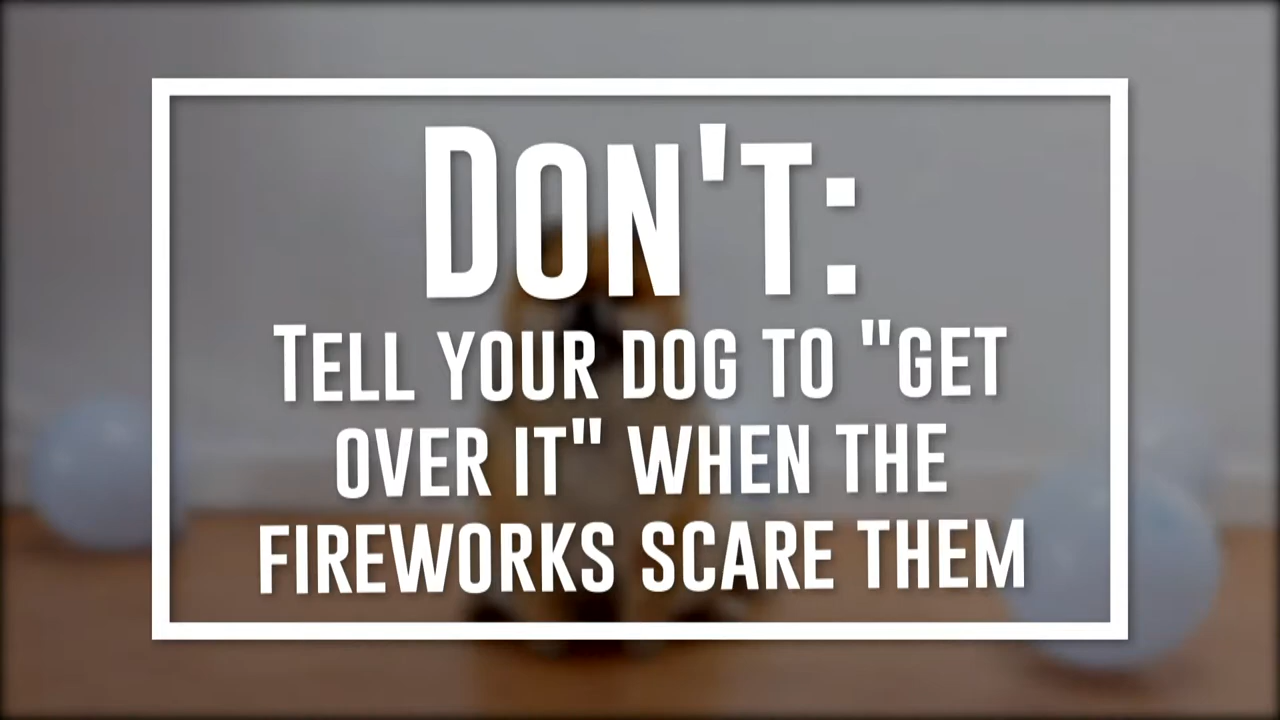 Don't:
Tell your dog to "get
over it" when the
fireworks scare them